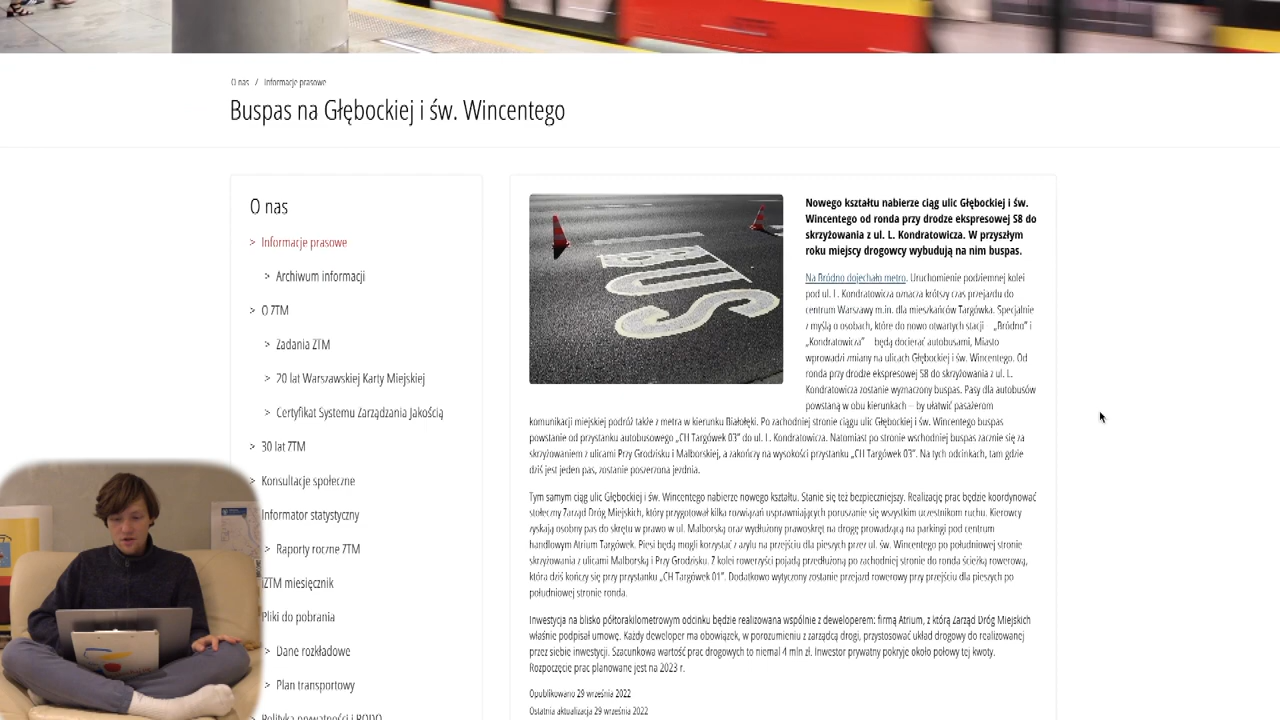 O nas / Informacje prasowe
Buspas na Głębockiej i św. Wincentego
O nas
> Informacje prasowe
> Archiwum informacji
> O ZTM
> Zadania ZTM
> 20 lat Warszawskiej Karty Miejskiej
> Certyfikat Systemu Zarządzania Jakością
> 30 lat ZTM
> Konsultacje społeczne
Informator statystyczny
> Raporty roczne ZTM
iZTM miesięcznik
Pliki do pobrania
> Dane rozkładowe
> Plan transportowy
Polityka prywatności i RODO
BUS
Nowego kształtu nabierze ciąg ulic Głębockiej i św.
Wincentego od ronda przy drodze ekspresowej S8 do
skrzyżowania z ul. L. Kondratowicza. W przyszłym
roku miejscy drogowcy wybudują na nim buspas.
Na Bródno dojechało metro. Uruchomienie podziemnej kolei
pod ul. L. Kondratowicza oznacza krótszy czas przejazdu do
centrum Warszawy m.in. dla mieszkańców Targówka. Specjalnie
z myślą o osobach, które do nowo otwartych stacji „Bródno” i
„Kondratowicza” będą docierać autobusami, Miasto
wprowadzi zmiany na ulicach Głębockiej i św. Wincentego. Od
ronda przy drodze ekspresowej S8 do skrzyżowania z ul. L.
Kondratowicza zostanie wyznaczony buspas. Pasy dla autobusów
powstaną w obu kierunkach – by ułatwić pasażerom
komunikacji miejskiej podróż także z metra w kierunku Białołęki. Po zachodniej stronie ciągu ulic Głębockiej i św. Wincentego buspas
powstanie od przystanku autobusowego „CH Targówek 03” do ul. L. Kondratowicza. Natomiast po stronie wschodniej buspas zacznie się za
skrzyżowaniem z ulicami Przy Grodzisku i Malborskiej, a zakończy na wysokości przystanku „CH Targówek 03”. Na tych odcinkach, tam gdzie
dziś jest jeden pas, zostanie poszerzona jezdnia.
Tym samym ciąg ulic Głębockiej i św. Wincentego nabierze nowego kształtu. Stanie się też bezpieczniejszy. Realizację prac będzie koordynować
stołeczny Zarząd Dróg Miejskich, który przygotował kilka rozwiązań usprawniających poruszanie się wszystkim uczestnikom ruchu. Kierowcy
zyskają osobny pas do skrętu w prawo w ul. Malborską oraz wydłużony prawoskręt na drogę prowadzącą na parkingi pod centrum
handlowym Atrium Targówek. Piesi będą mogli korzystać z azylu na przejściu dla pieszych przez ul. św. Wincentego po południowej stronie
skrzyżowania z ulicami Malborską i Przy Grodzisku. Z kolei rowerzyści pojadą przedłużoną po zachodniej stronie do ronda ścieżką rowerową,
która dziś kończy się przy przystanku „CH Targówek 01”. Dodatkowo wytyczony zostanie przejazd rowerowy przy przejściu dla pieszych po
południowej stronie ronda.
Inwestycja na blisko półtorakilometrowym odcinku będzie realizowana wspólnie z deweloperem: firmą Atrium, z którą Zarząd Dróg Miejskich
właśnie podpisał umowę. Każdy deweloper ma obowiązek, w porozumieniu z zarządcą drogi, przystosować układ drogowy do realizowanej
przez siebie inwestycji. Szacunkowa wartość prac drogowych to niemal 4 mln zł. Inwestor prywatny pokryje około połowy tej kwoty.
Rozpoczęcie prac planowane jest na 2023 r.
Opublikowano 29 września 2022
Ostatnia aktualizacja 29 września 2022